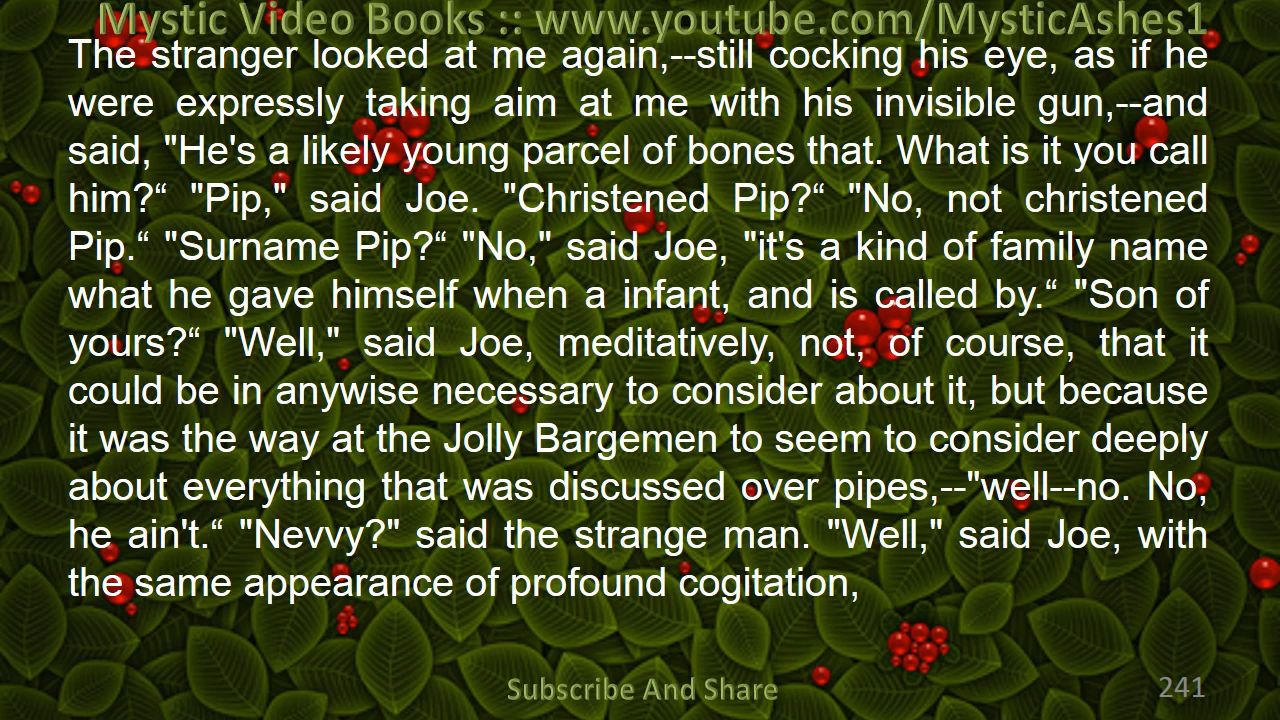 Mystic Video Books :: www.youtube.com/MysticAshes1
The stranger looked at me again,--still cocking his eye, as if he
were expressly taking aim at me with his invisible gun,--and
said, "He's a likely young parcel of bones that. What is it you call
him?“ "Pip," said Joe. "Christened Pip?“ "No, not christened
Pip.“ "Surname Pip?“ "No," said Joe, "it's a kind of family name
what he gave himself when a infant, and is called by.“ "Son of
yours?“ "Well," said Joe, meditatively, not, of course, that it
could be in anywise necessary to consider about it, but because
it was the way at the Jolly Bargemen to seem to consider deeply
about everything that was discussed over pipes,--"well--no. No,
he ain't.“ "Nevvy?" said the strange man. "Well," said Joe, with
the same appearance of profound cogitation,
Subscribe And Share
241